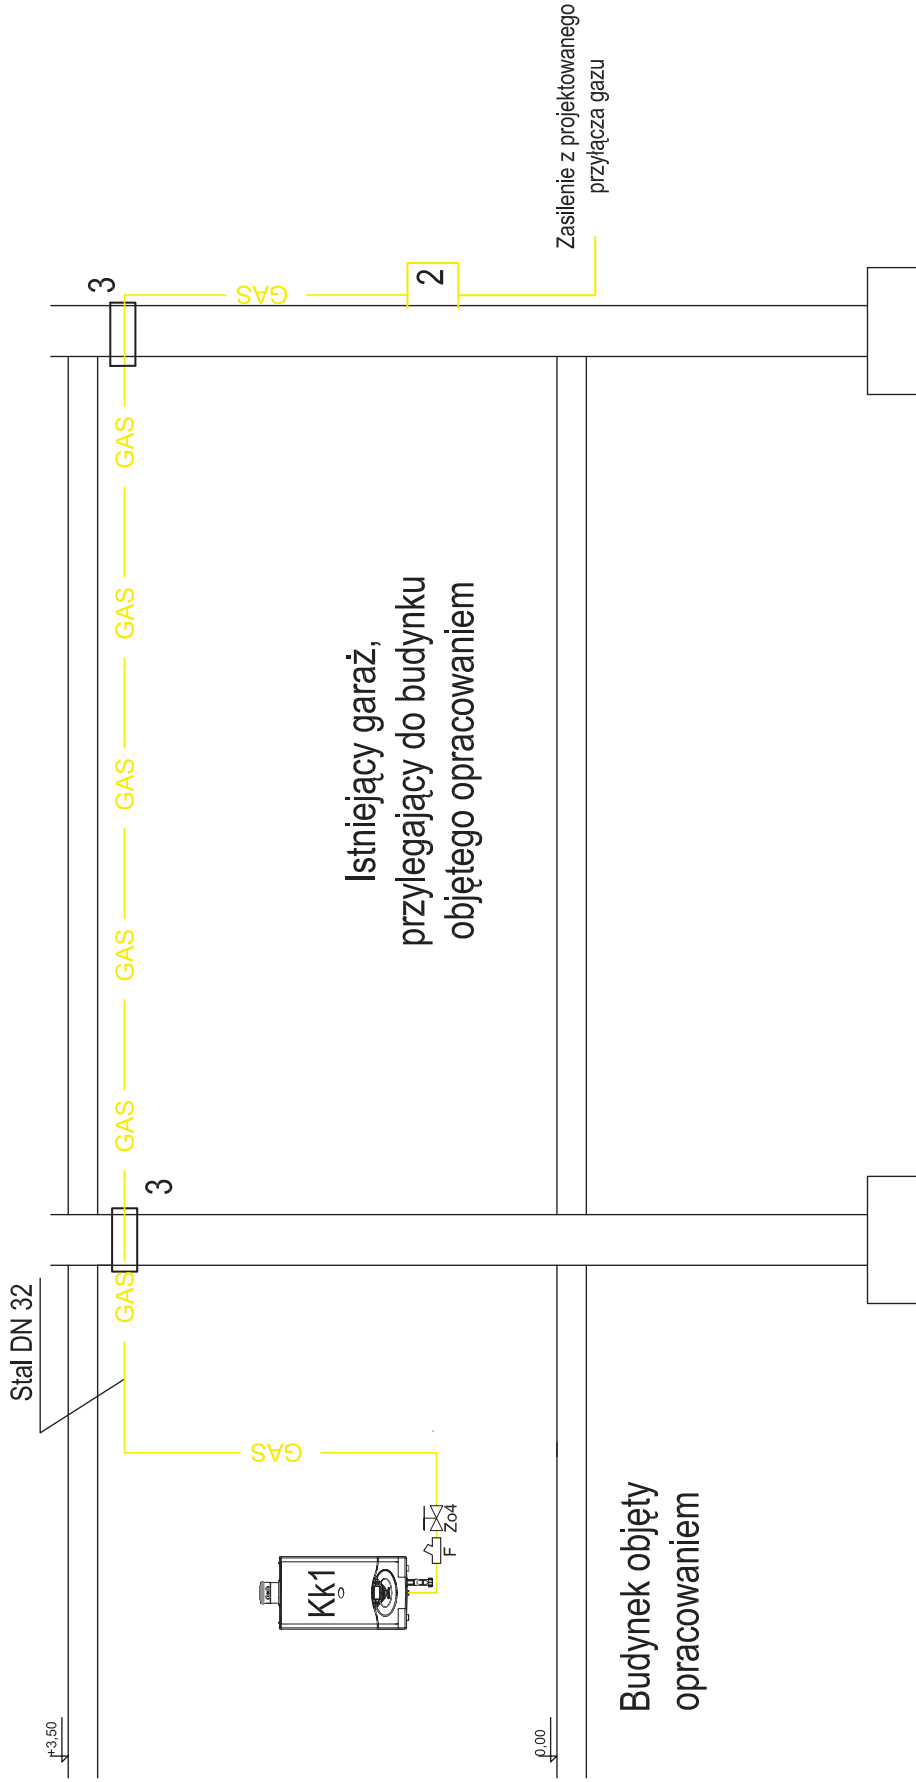 Stal DN 32
3
3
GAS
GAS
GAS
GAS
GAS
GAS
GAS
GAS
2
Zasilenie z projektowanego
przyłącza gazu
Istniejący garaż,
przylegający do budynku
objętego opracowaniem
Kk1
F
Zo4
Budynek objęty
opracowaniem
+3,50
0,00